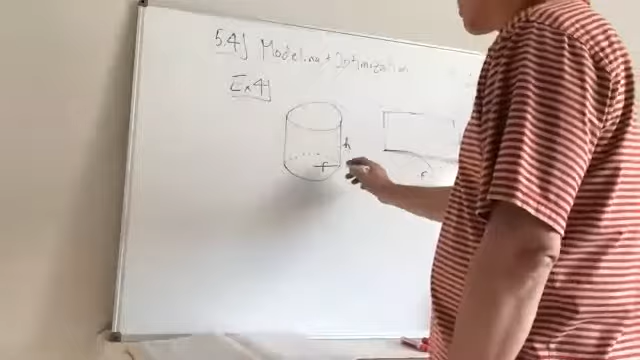 5.4] Modeling + Optimization
Ex 4]
h
r
r